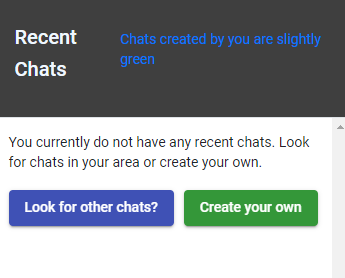 Recent
Chats
Chats created by you are slightly
green
You currently do not have any recent chats. Look
for chats in your area or create your own.
Look for other chats?
Create your own